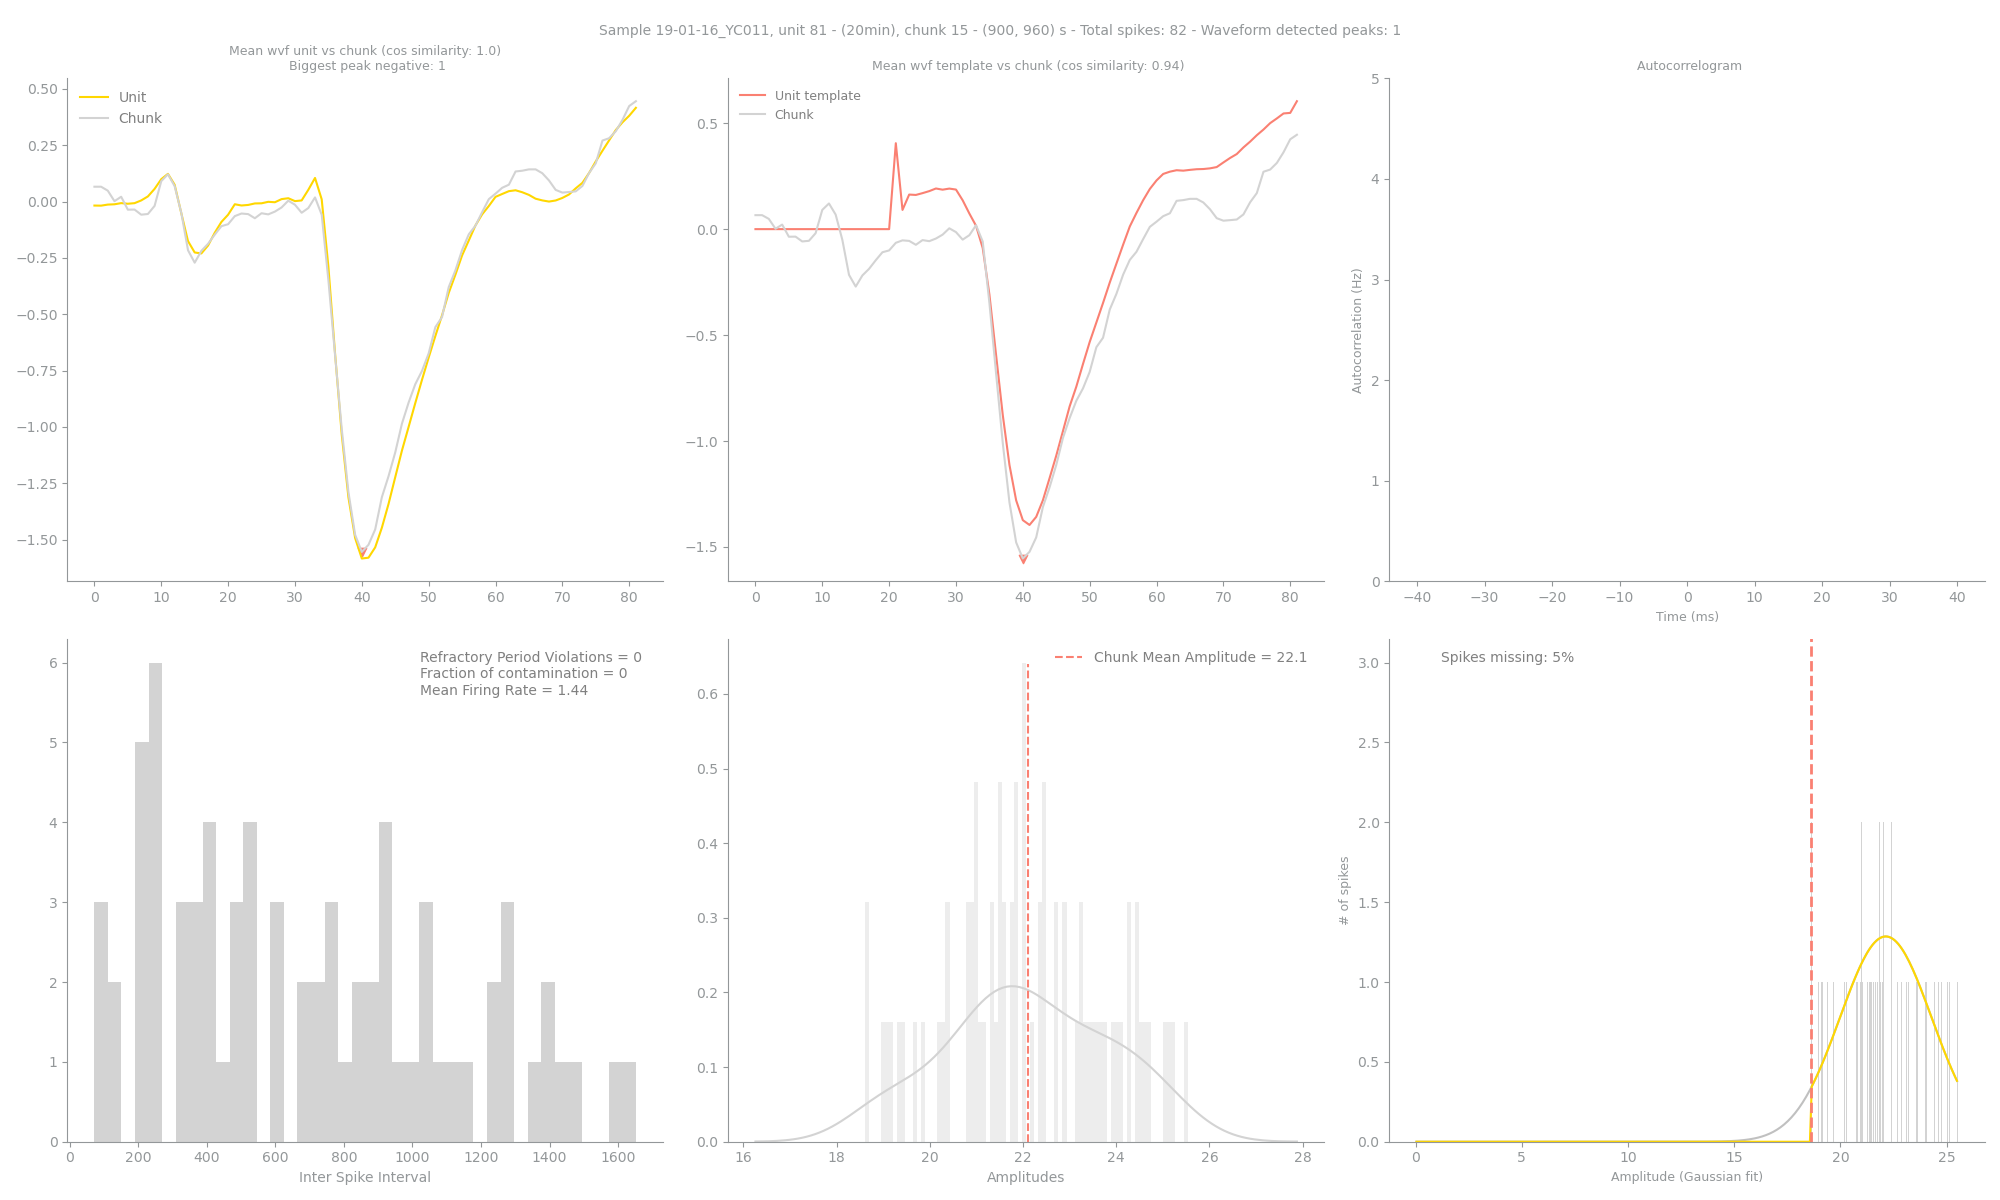 Sample 19-01-16_YC011, unit 81 - (20min), chunk 15 - (900, 960) s - Total spikes: 82 - Waveform detected peaks: 1
Mean wvf unit vs chunk (cos similarity: 1.0)
Biggest peak negative: 1
Unit
Chunk
0.50
0.25
0.00
−0.25
−0.50
−0.75
−1.00
−1.25
−1.50
0 10 20 30 40 50 60 70 80
Mean wvf template vs chunk (cos similarity: 0.94)
Unit template
Chunk
0.5
0.0
−0.5
−1.0
−1.5
0 10 20 30 40 50 60 70 80
Autocorrelogram
Autocorrelation (Hz)
5
4
3
2
1
0
−40 −30 −20 −10 0 10 20 30 40
Time (ms)
Refractory Period Violations = 0
Fraction of contamination = 0
Mean Firing Rate = 1.44
6
5
4
3
2
1
0
0 200 400 600 800 1000 1200 1400 1600
Inter Spike Interval
Chunk Mean Amplitude = 22.1
0.6
0.5
0.4
0.3
0.2
0.1
0.0
16 18 20 22 24 26 28
Amplitudes
Spikes missing: 5%
# of spikes
3.0
2.5
2.0
1.5
1.0
0.5
0.0
0 5 10 15 20 25
Amplitude (Gaussian fit)